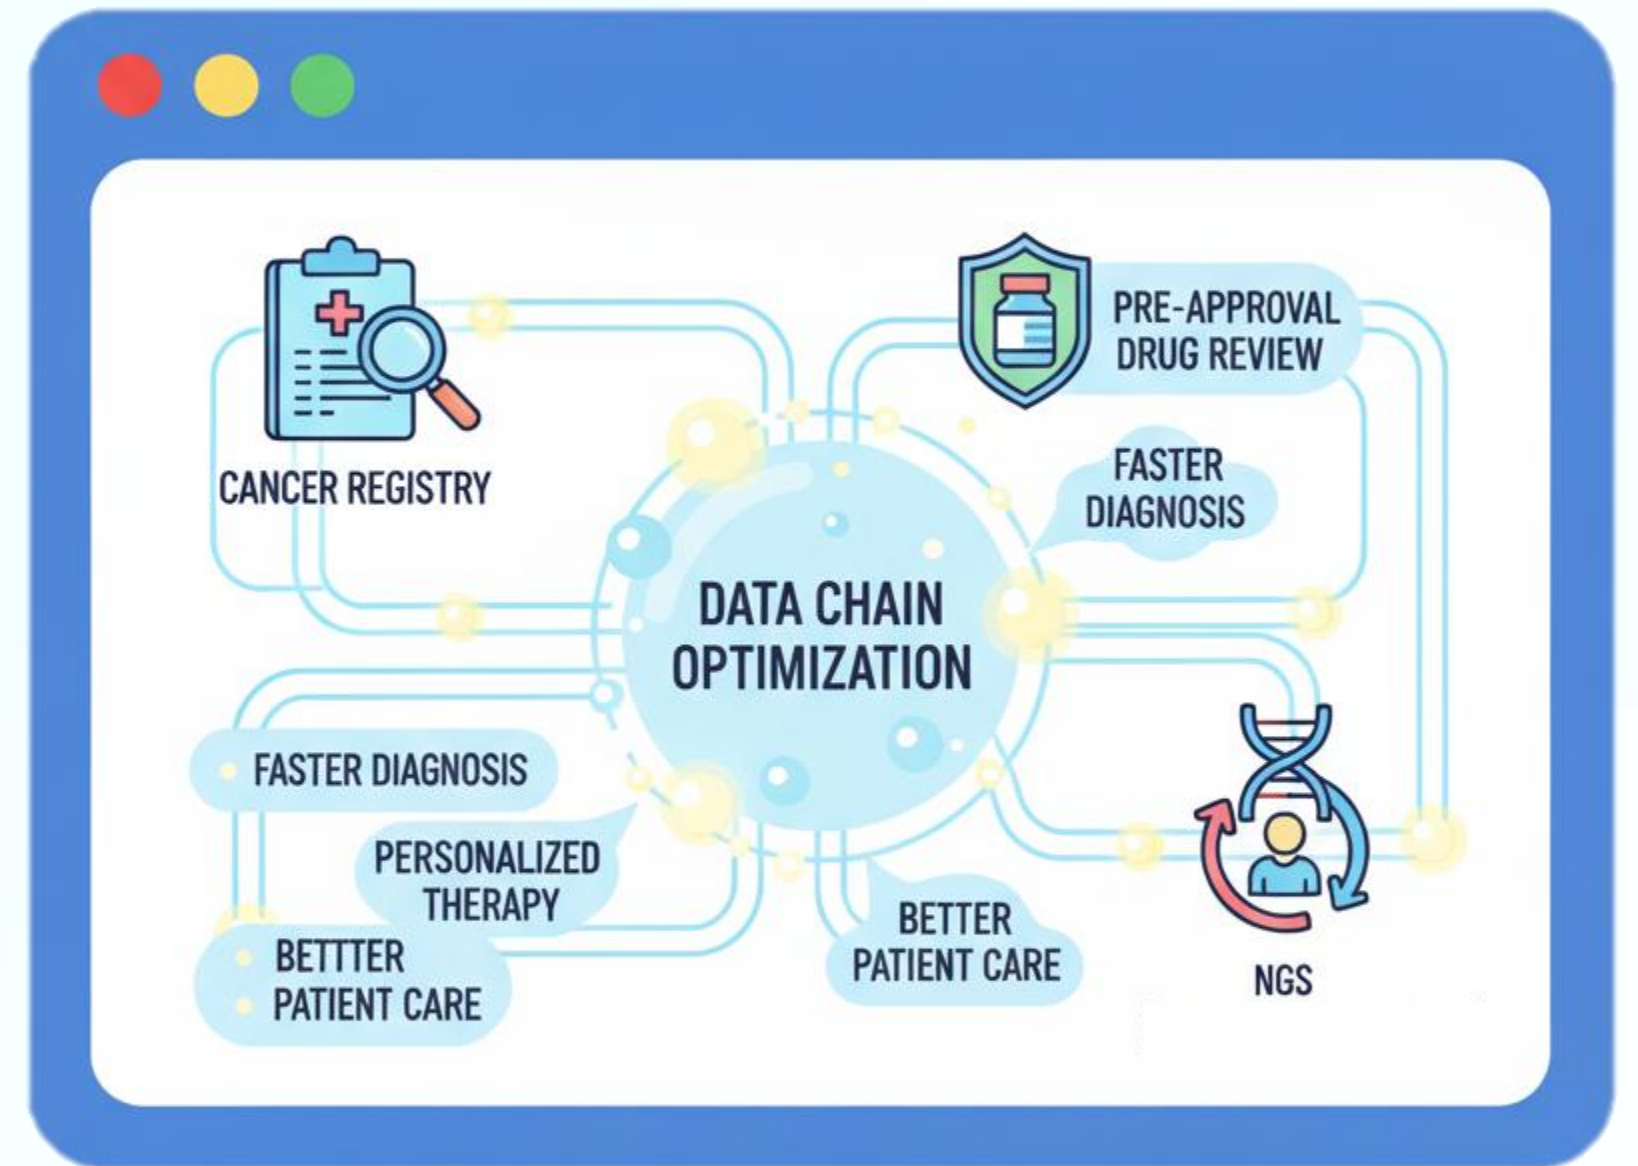 PRE-APPROVAL
DRUG REVIEW
CANCER REGISTRY
FASTER
DIAGNOSIS
DATA CHAIN
OPTIMIZATION
FASTER DIAGNOSIS
PERSONALIZED
THERAPY
BETTTER
PATIENT CARE
BETTER
PATIENT CARE
NGS